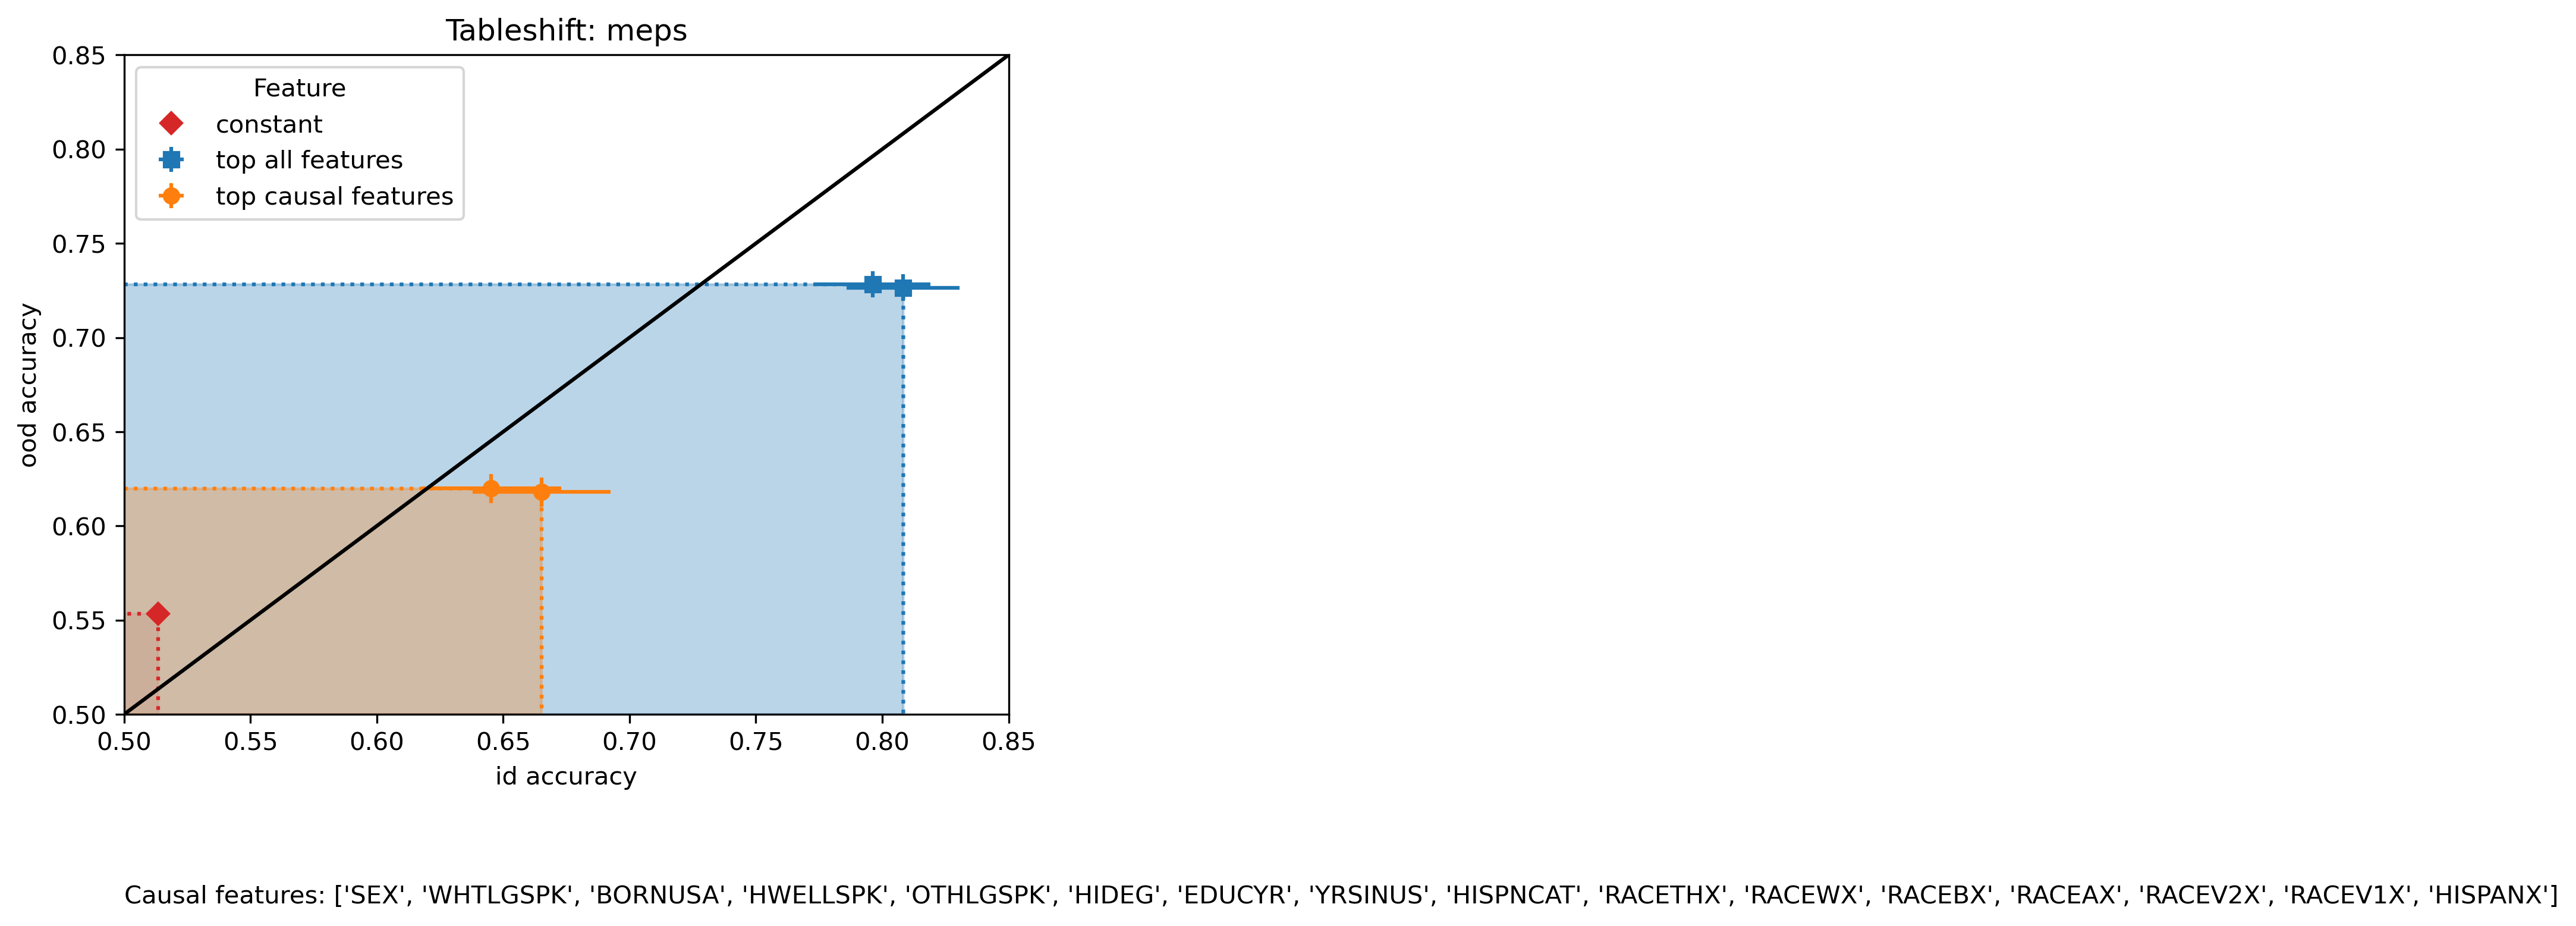 Tableshift: meps
0.85
0.80
0.75
0.70
0.65
0.60
0.55
0.50
ood accuracy
Feature
constant
top all features
top causal features
0.50 0.55 0.60 0.65 0.70 0.75 0.80 0.85
id accuracy
Causal features: ['SEX', 'WHTLGSPK', 'BORNUSA', 'HWELLSPK', 'OTHLGSPK', 'HIDEG', 'EDUCYR', 'YRSINUS', 'HISPNCAT', 'RACETHX', 'RACEWX', 'RACEBX', 'RACEAX', 'RACEV2X', 'RACEV1X', 'HISPANX']